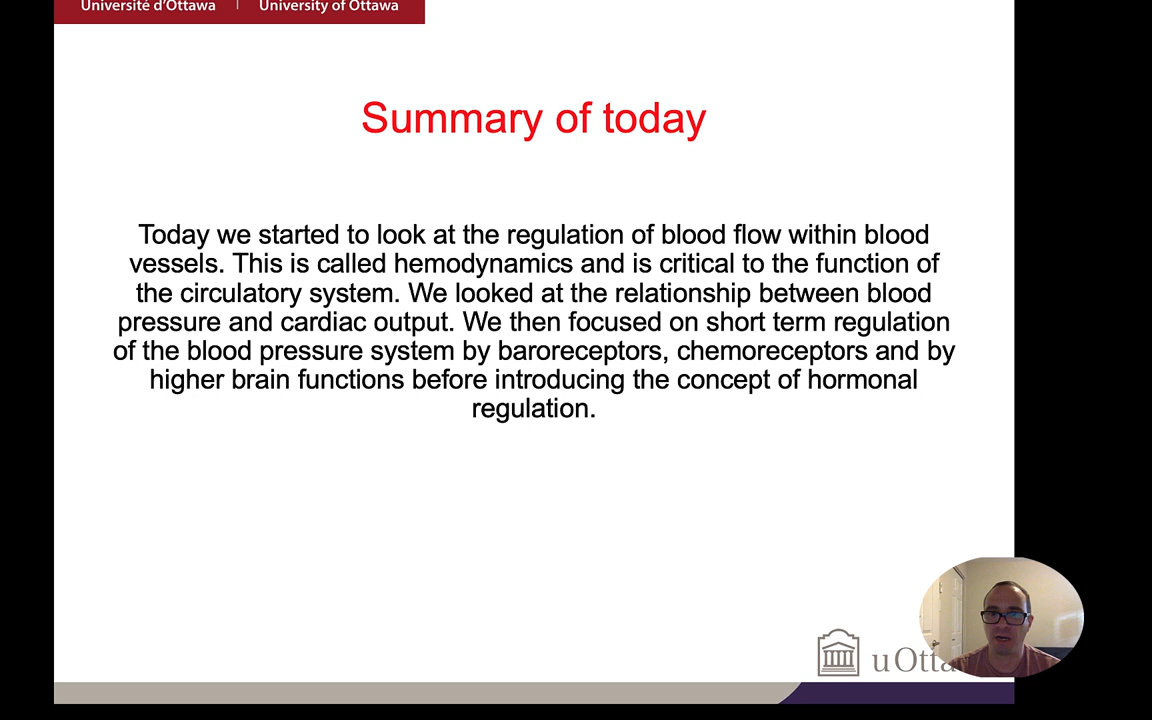 Université d'Ottawa | University of Ottawa
Summary of today
Today we started to look at the regulation of blood flow within blood
vessels. This is called hemodynamics and is critical to the function of
the circulatory system. We looked at the relationship between blood
pressure and cardiac output. We then focused on short term regulation
of the blood pressure system by baroreceptors, chemoreceptors and by
higher brain functions before introducing the concept of hormonal
regulation.
uOtta